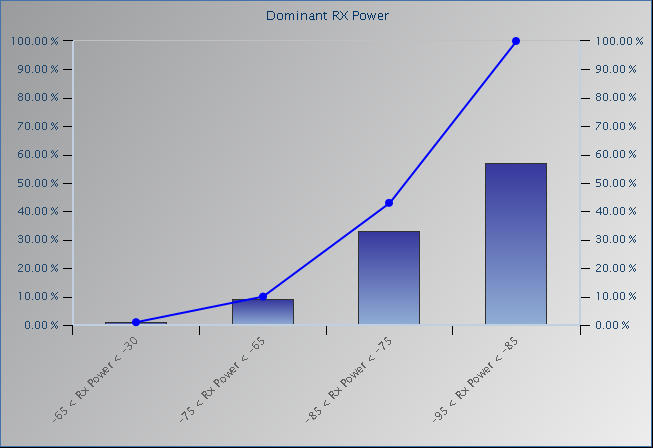 Dominant RX Power
100.00 % 100.00 %
90.00 % 90.00 %
80.00 % 80.00 %
70.00 % 70.00 %
60.00 % 60.00 %
50.00 % 50.00 %
40.00 % 40.00 %
30.00 % 30.00 %
20.00 % 20.00 %
10.00 % 10.00 %
0.00 % 0.00 %
-65 < Rx Power < -30
-75 < Rx Power < -65
-85 < Rx Power < -75
-95 < Rx Power < -85